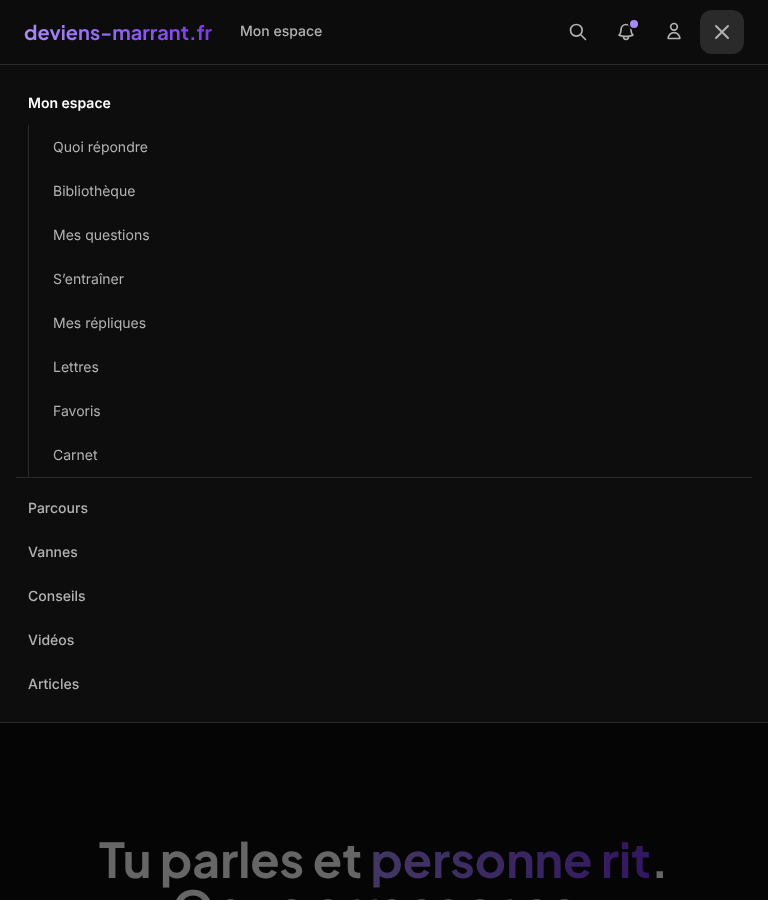 deviens-marrant.fr
Mon espace
Mon espace
Quoi répondre
Bibliothèque
Mes questions
S’entraîner
Mes répliques
Lettres
Favoris
Carnet
Parcours
Vannes
Conseils
Vidéos
Articles
Tu parles et personne rit.